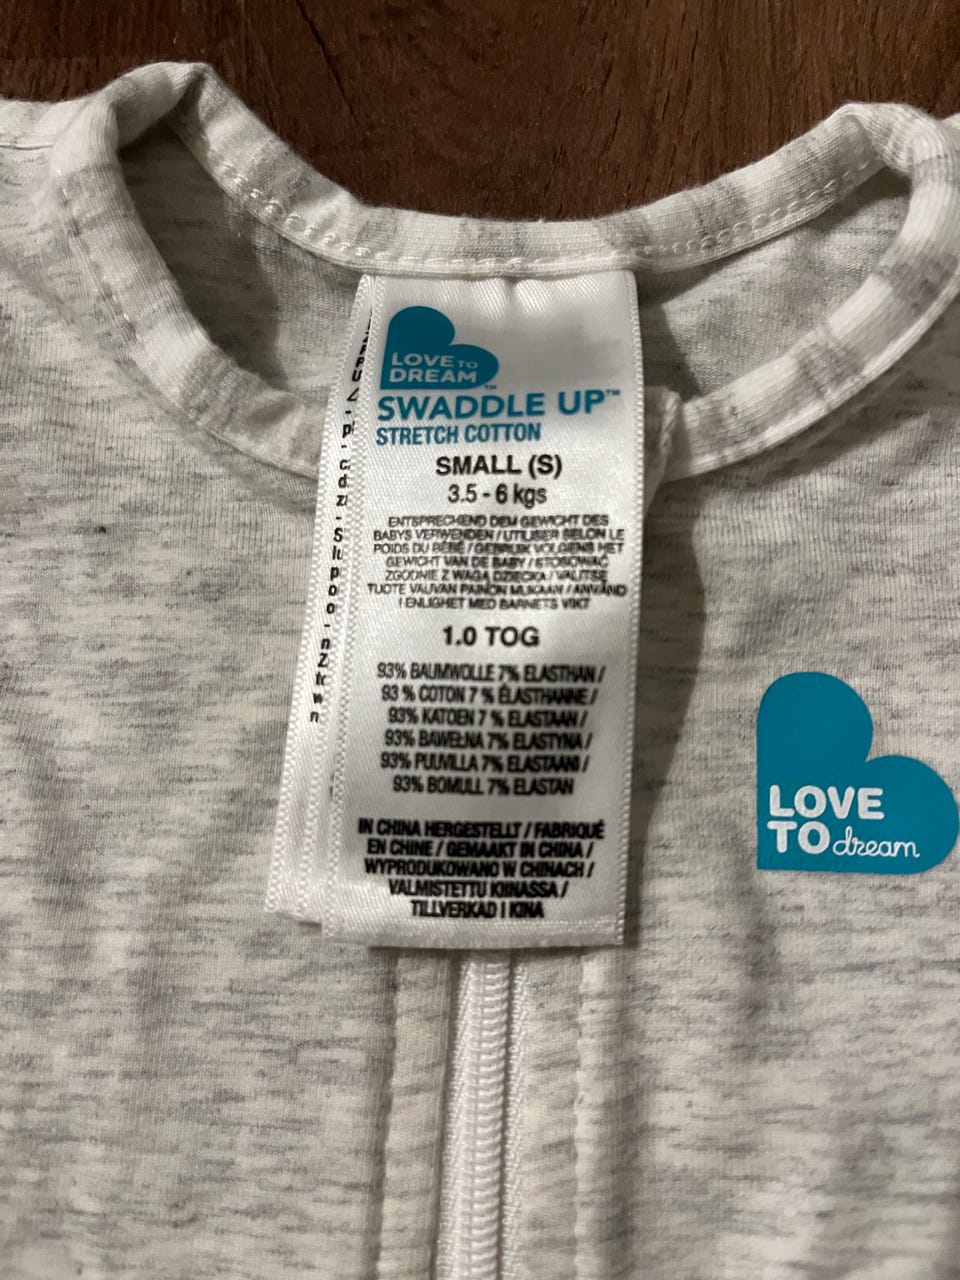 LOVE TO
DREAM™
SWADDLE UP™
STRETCH COTTON
SMALL (S)
3.5 - 6 kgs
ENTSPRECHEND DEM GEWICHT DES
BABYS VERWENDEN / UTILISER SELON LE
POIDS DU BÉBÉ / GEBRUIK VOLGENS HET
GEWICHT VAN DE BABY / STOSOWAĆ
ZGODNIE Z WAGĄ DZIECKA / VALITSE
TUOTE VAUVAN PAINON MUKAAN / ANVÄND
I ENLIGHET MED BARNETS VIKT
1.0 TOG
93% BAUMWOLLE 7% ELASTHAN /
93 % COTON 7 % ÉLASTHANNE /
93% KATOEN 7 % ELASTAAN /
93% BAWEŁNA 7% ELASTYNA /
93% PUUVILLA 7% ELASTAANI /
93% BOMULL 7% ELASTAN
IN CHINA HERGESTELLT / FABRIQUÉ
EN CHINE / GEMAAKT IN CHINA /
WYPRODUKOWANO W CHINACH /
VALMISTETTU KIINASSA /
TILLVERKAD I KINA
LOVE
TO dream